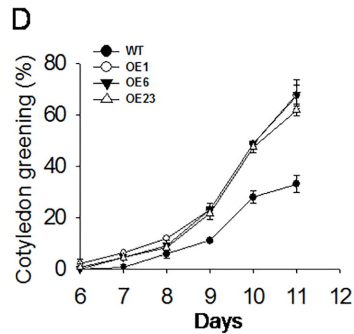 D
WT
OE1
OE6
OE23
Cotyledon greening (%)
80
60
40
20
0
6 7 8 9 10 11 12
Days